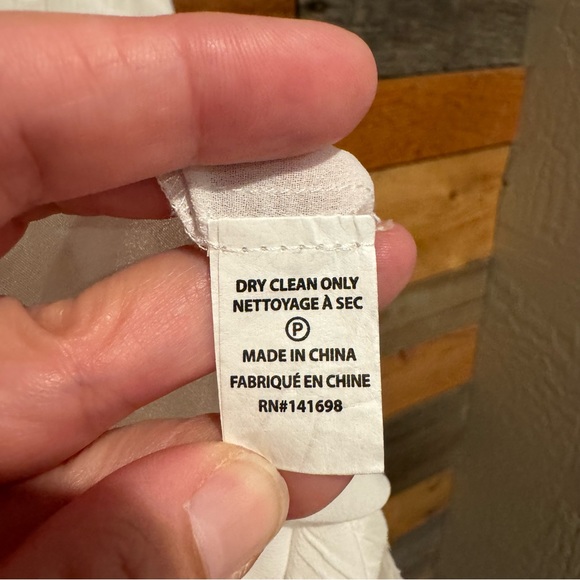 DRY CLEAN ONLY
NETTOYAGE À SEC
P
MADE IN CHINA
FABRIQUÉ EN CHINE
RN#141698